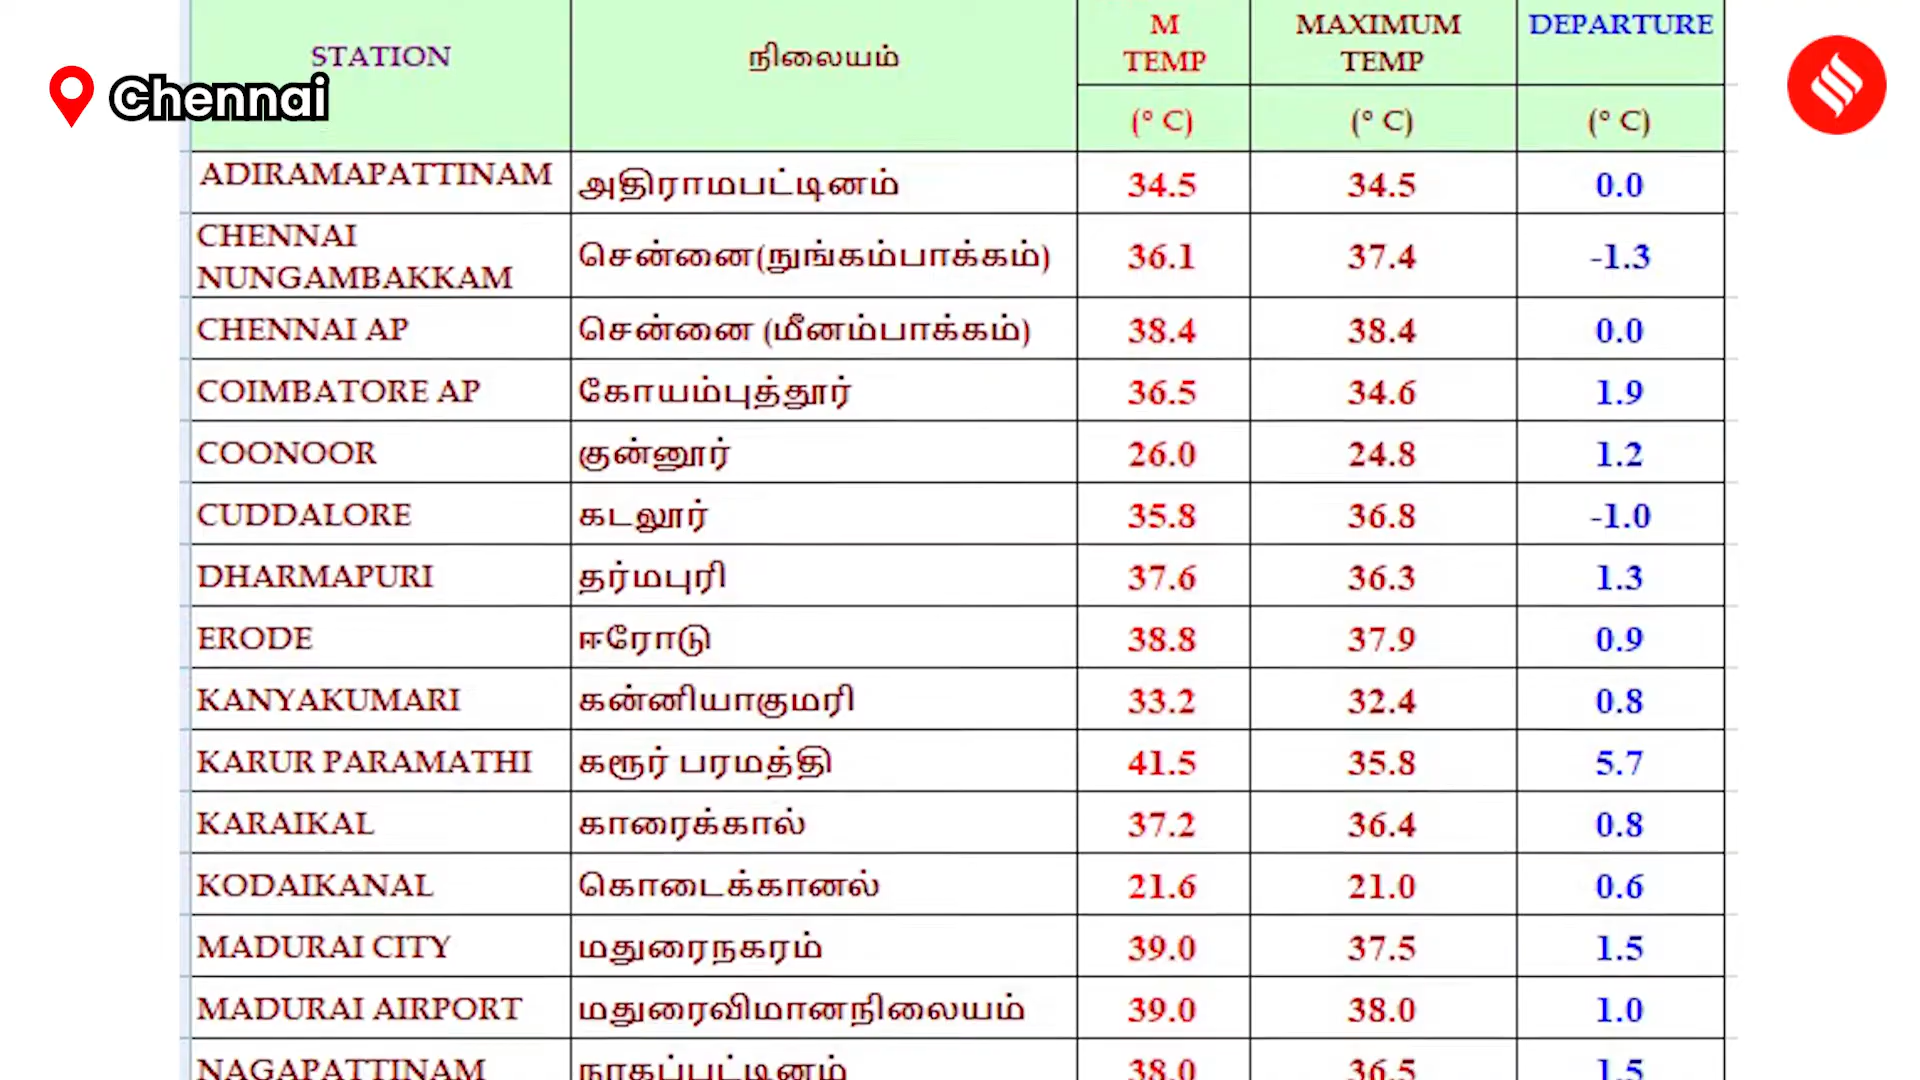 Chennai
STATION நிலையம் M TEMP MAXIMUM TEMP DEPARTURE
(° C) (° C) (° C)
ADIRAMAPATTINAM அதிராமபட்டினம் 34.5 34.5 0.0
CHENNAI NUNGAMBAKKAM சென்னை(நுங்கம்பாக்கம்) 36.1 37.4 -1.3
CHENNAI AP சென்னை (மீனம்பாக்கம்) 38.4 38.4 0.0
COIMBATORE AP கோயம்புத்தூர் 36.5 34.6 1.9
COONOOR குன்னூர் 26.0 24.8 1.2
CUDDALORE கடலூர் 35.8 36.8 -1.0
DHARMAPURI தர்மபுரி 37.6 36.3 1.3
ERODE ஈரோடு 38.8 37.9 0.9
KANYAKUMARI கன்னியாகுமரி 33.2 32.4 0.8
KARUR PARAMATHI கரூர் பரமத்தி 41.5 35.8 5.7
KARAIKAL காரைக்கால் 37.2 36.4 0.8
KODAIKANAL கொடைக்கானல் 21.6 21.0 0.6
MADURAI CITY மதுரைநகரம் 39.0 37.5 1.5
MADURAI AIRPORT மதுரைவிமானநிலையம் 39.0 38.0 1.0
NAGAPATTINAM நாகப்பட்டினம் 38.0 36.5 1.5